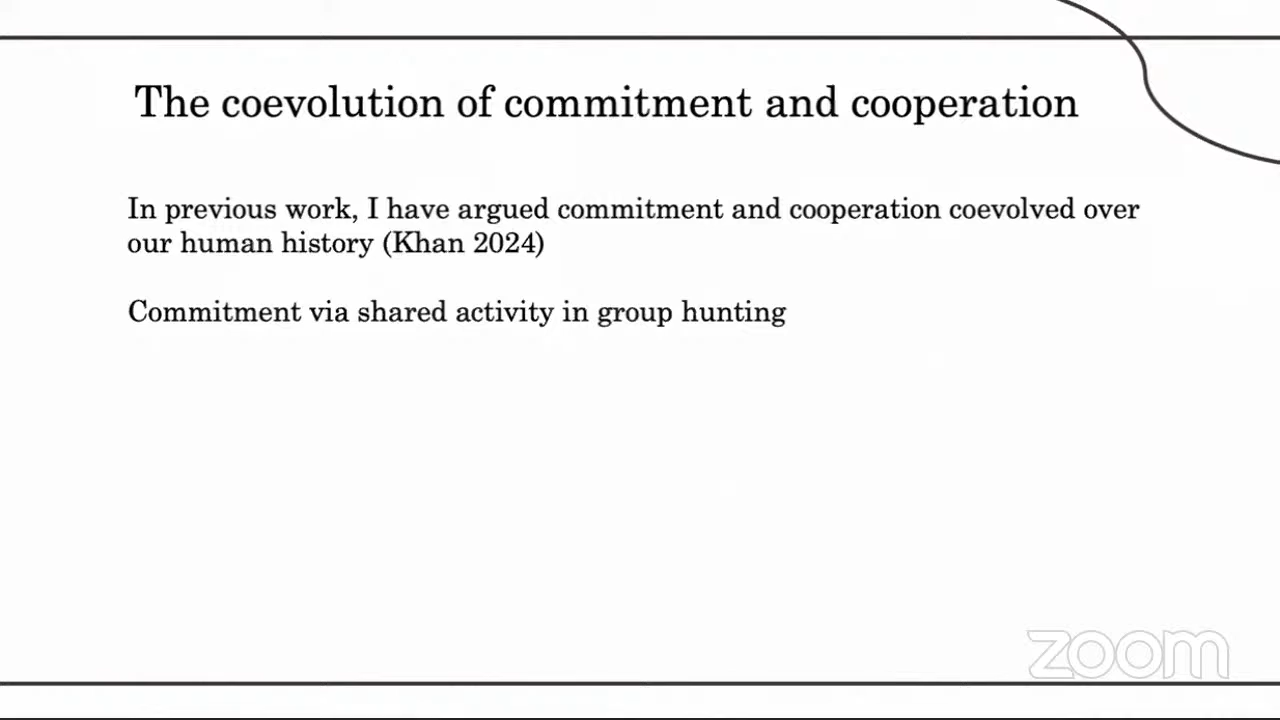 The coevolution of commitment and cooperation
In previous work, I have argued commitment and cooperation coevolved over
our human history (Khan 2024)
Commitment via shared activity in group hunting
zoom